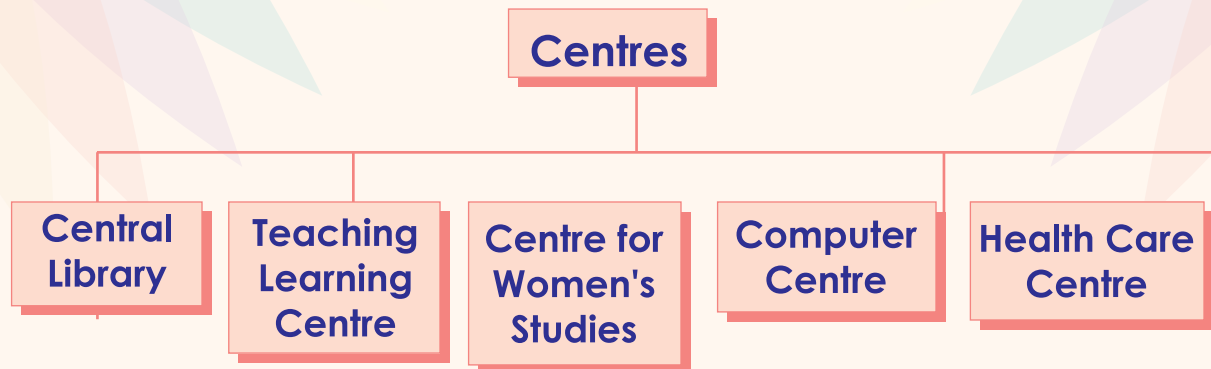 Centres
Central
Library
Teaching
Learning
Centre
Centre for
Women's
Studies
Computer
Centre
Health Care
Centre